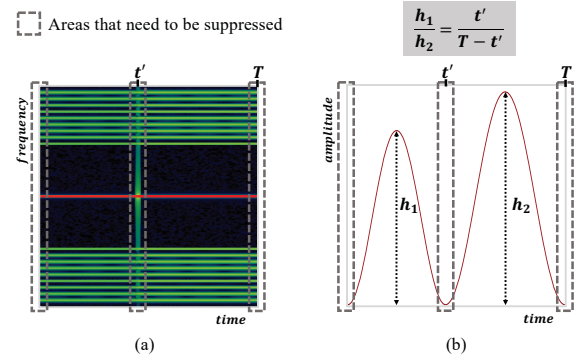 Areas that need to be suppressed
h₁/h₂ = t′/(T − t′)
t′ T
frequency
time
(a)
t′ T
amplitude
h₁ h₂
time
(b)